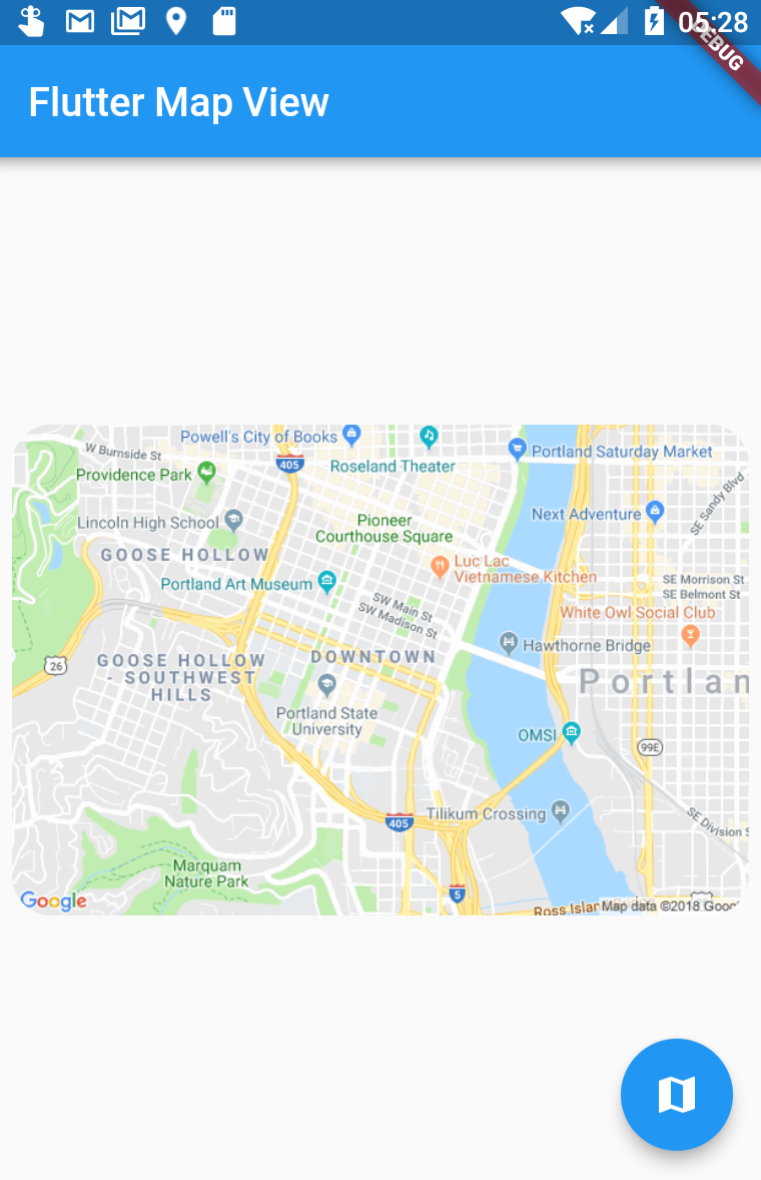 05:28
DEBUG
Flutter Map View
Powell's City of Books
W Burnside St
405
Roseland Theater
Portland Saturday Market
Providence Park
SE Sandy Blvd
Lincoln High School
Pioneer
Courthouse Square
Next Adventure
GOOSE HOLLOW
Luc Lac
Vietnamese Kitchen
Portland Art Museum
SE Morrison St
SE Belmont St
SW Main St
SW Madison St
White Owl Social Club
Hawthorne Bridge
26
GOOSE HOLLOW
- SOUTHWEST
HILLS
DOWNTOWN
Portlan
Portland State
University
OMSI
99E
Tilikum Crossing
405
SE Division S
Marquam
Nature Park
5
Google
Ross Islan
Map data ©2018 Goo